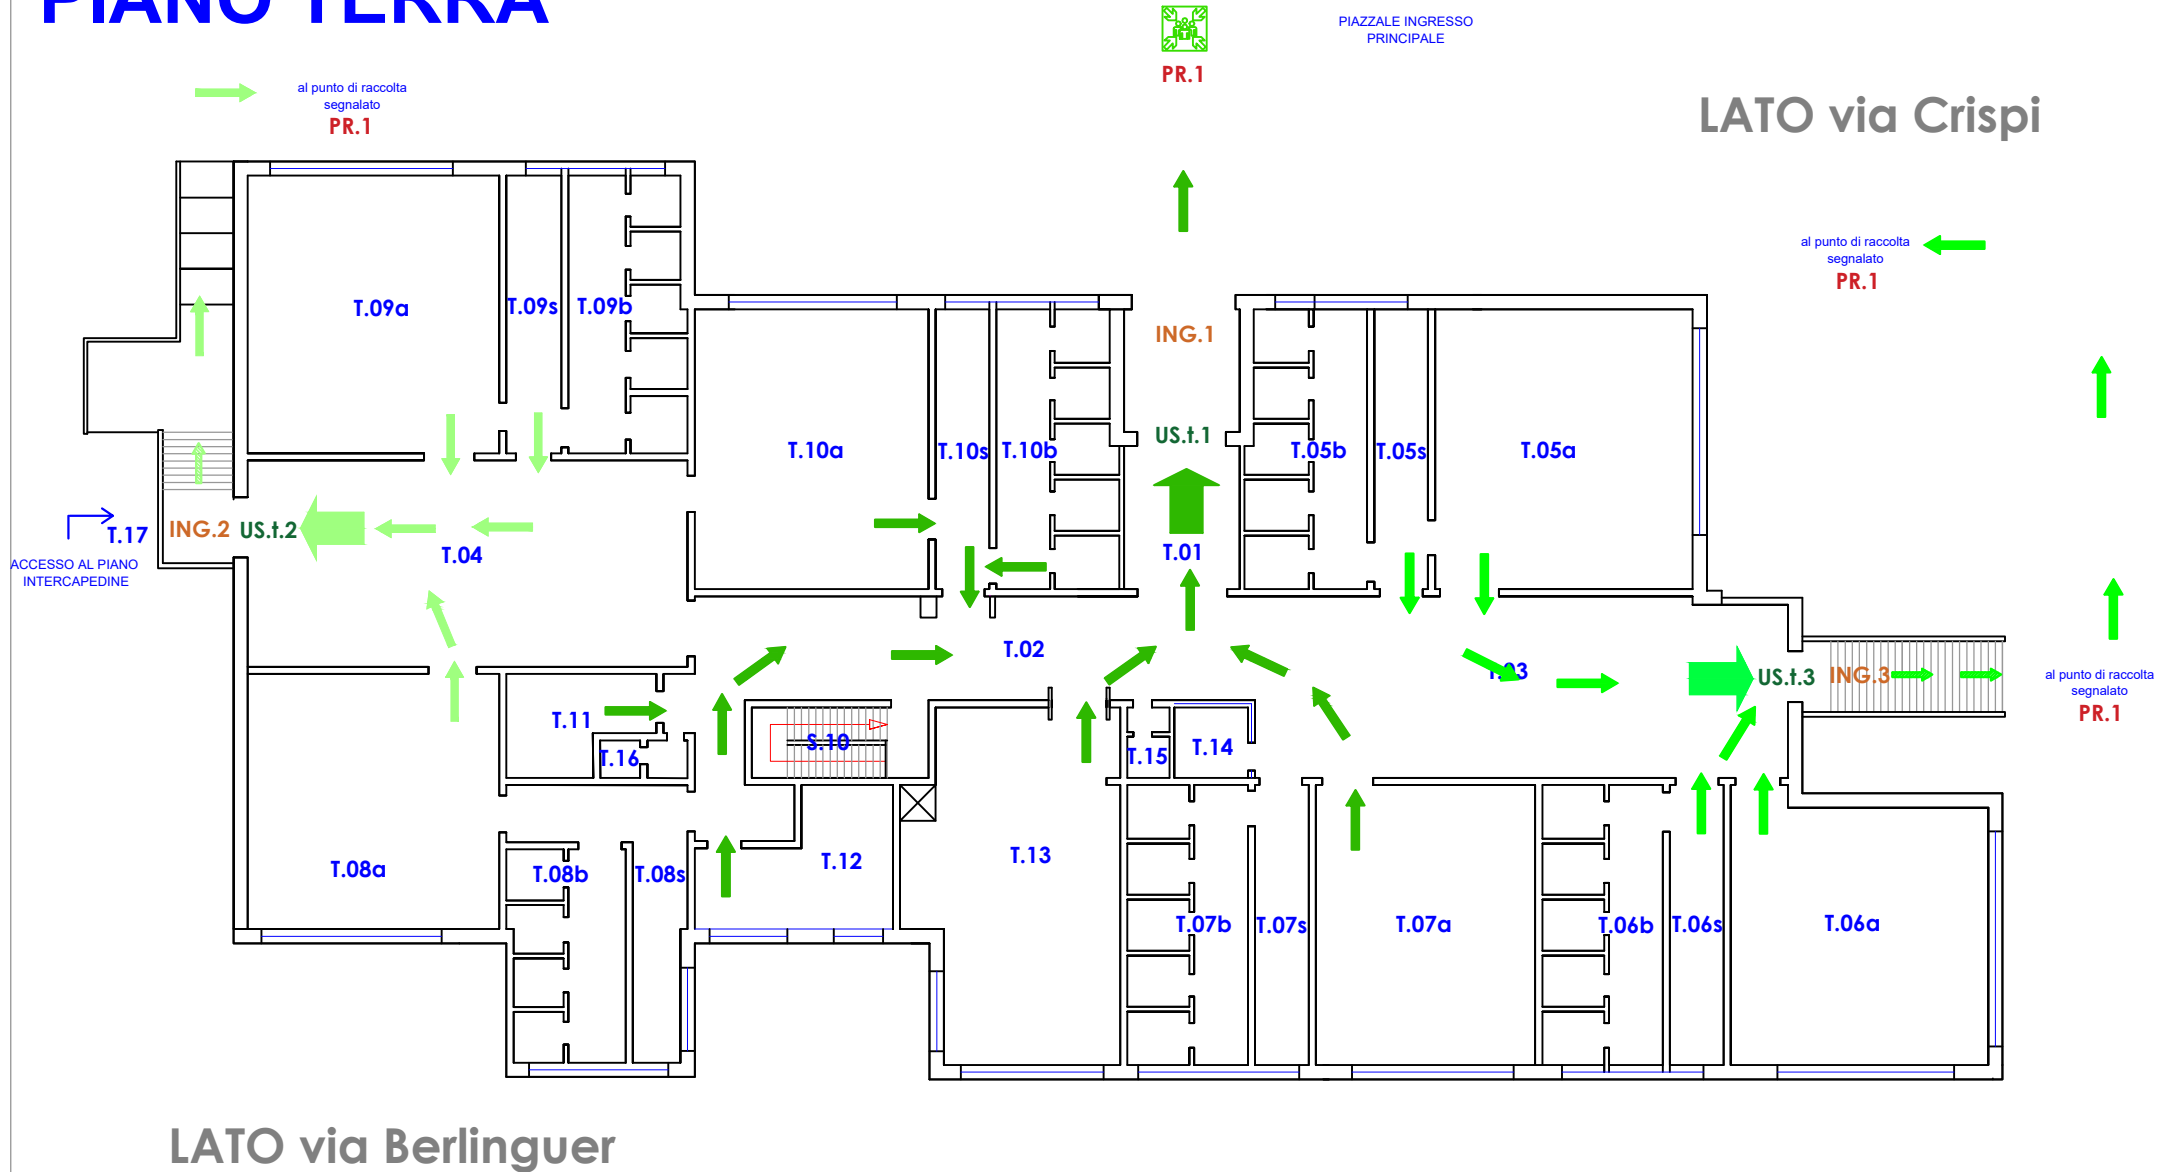 PIANO TERRA
PIAZZALE INGRESSO
PRINCIPALE
PR.1
al punto di raccolta
segnalato
PR.1
LATO via Crispi
al punto di raccolta
segnalato
PR.1
T.09a
T.09s
T.09b
ING.1
US.t.1
T.10a
T.10s
T.10b
T.05b
T.05s
T.05a
T.17
ING.2
US.t.2
T.04
T.01
ACCESSO AL PIANO
INTERCAPEDINE
T.02
T.03
US.t.3
ING.3
al punto di raccolta
segnalato
PR.1
T.11
T.16
S.10
T.15
T.14
T.08a
T.08b
T.08s
T.12
T.13
T.07b
T.07s
T.07a
T.06b
T.06s
T.06a
LATO via Berlinguer